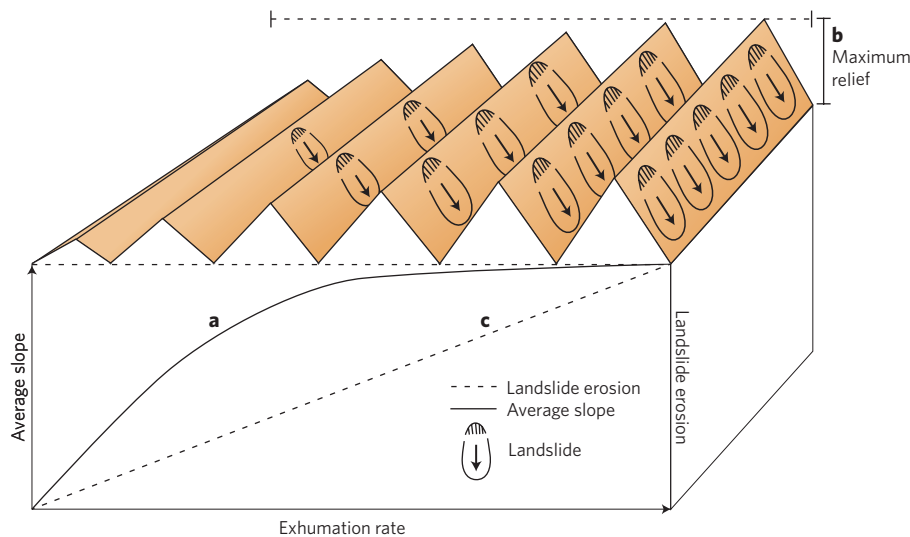 b
Maximum
relief
a
c
Average slope
Landslide erosion
Landslide erosion
Average slope
Landslide
Exhumation rate